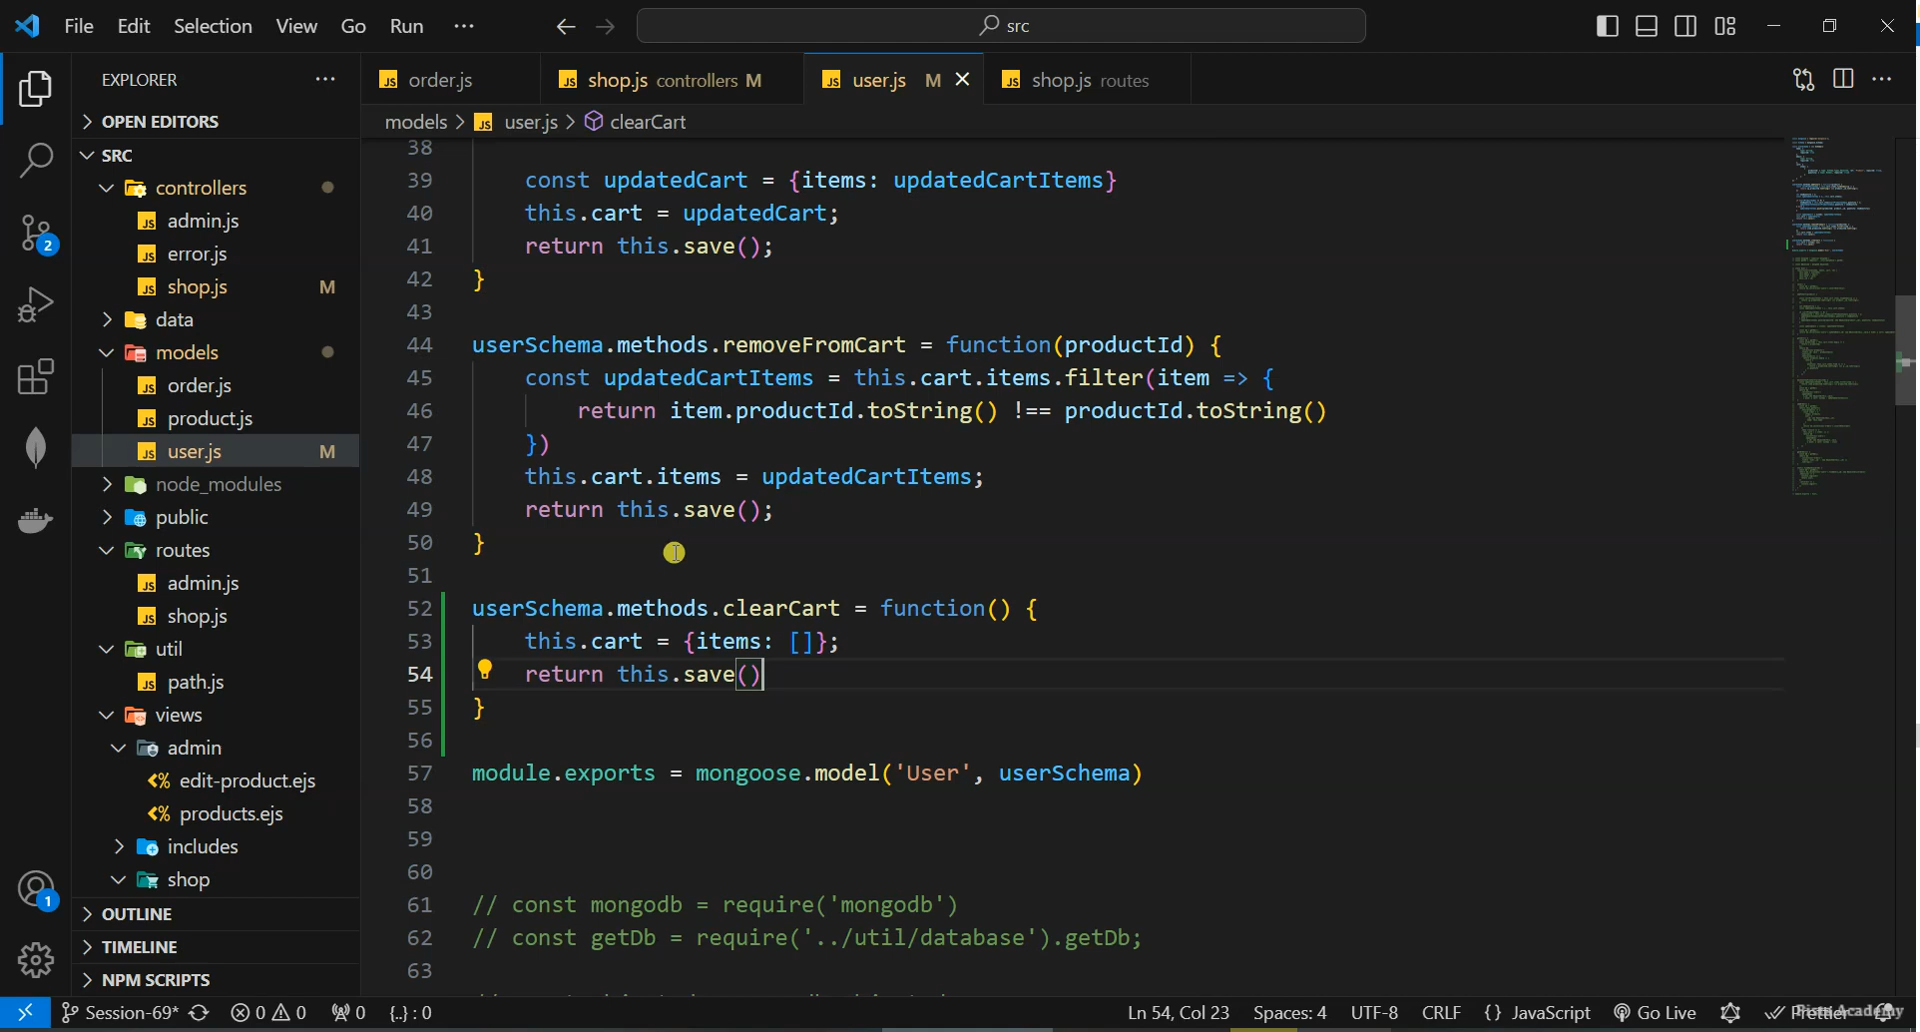 File Edit Selection View Go Run ··· src
EXPLORER ···
OPEN EDITORS
SRC
controllers
admin.js
error.js
shop.js M
data
models
order.js
product.js
user.js M
node_modules
public
routes
admin.js
shop.js
util
path.js
views
admin
edit-product.ejs
products.ejs
includes
shop
OUTLINE
TIMELINE
NPM SCRIPTS
2
1
order.js shop.js controllers M user.js M shop.js routes ···
models > user.js > clearCart
38
39 const updatedCart = {items: updatedCartItems}
40 this.cart = updatedCart;
41 return this.save();
42 }
43
44 userSchema.methods.removeFromCart = function(productId) {
45 const updatedCartItems = this.cart.items.filter(item => {
46 return item.productId.toString() !== productId.toString()
47 })
48 this.cart.items = updatedCartItems;
49 return this.save();
50 }
51
52 userSchema.methods.clearCart = function() {
53 this.cart = {items: []};
54 return this.save()
55 }
56
57 module.exports = mongoose.model('User', userSchema)
58
59
60
61 // const mongodb = require('mongodb')
62 // const getDb = require('../util/database').getDb;
63
Session-69* 0 0 0 {..} : 0 Ln 54, Col 23 Spaces: 4 UTF-8 CRLF {} JavaScript Go Live Prettier